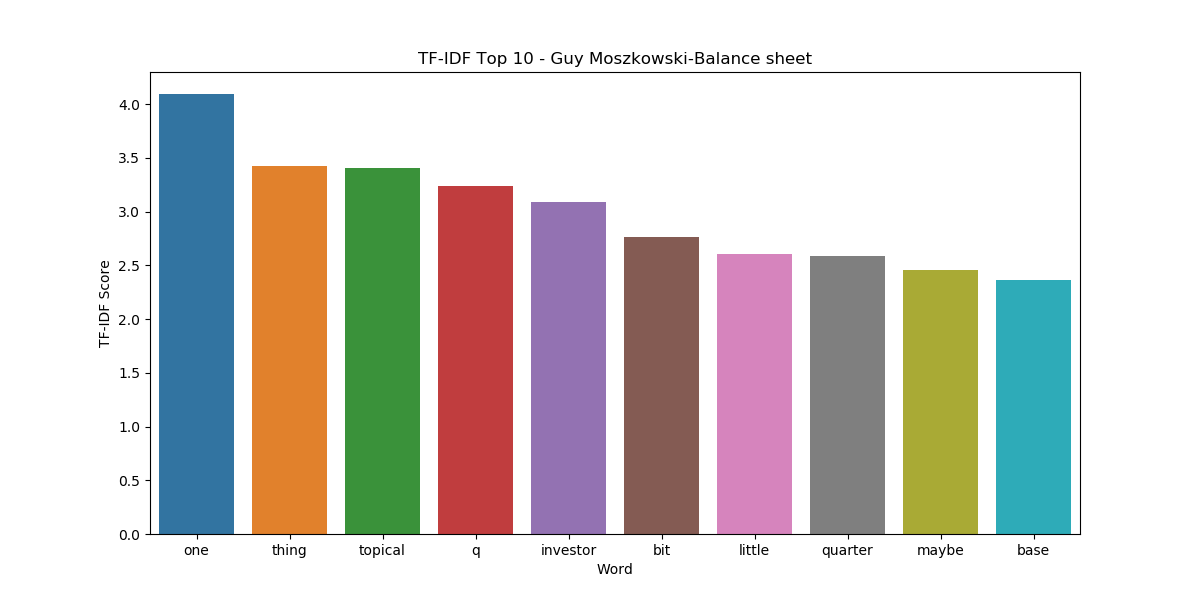 TF-IDF Top 10 - Guy Moszkowski-Balance sheet
TF-IDF Score
4.0
3.5
3.0
2.5
2.0
1.5
1.0
0.5
0.0
one thing topical q investor bit little quarter maybe base
Word